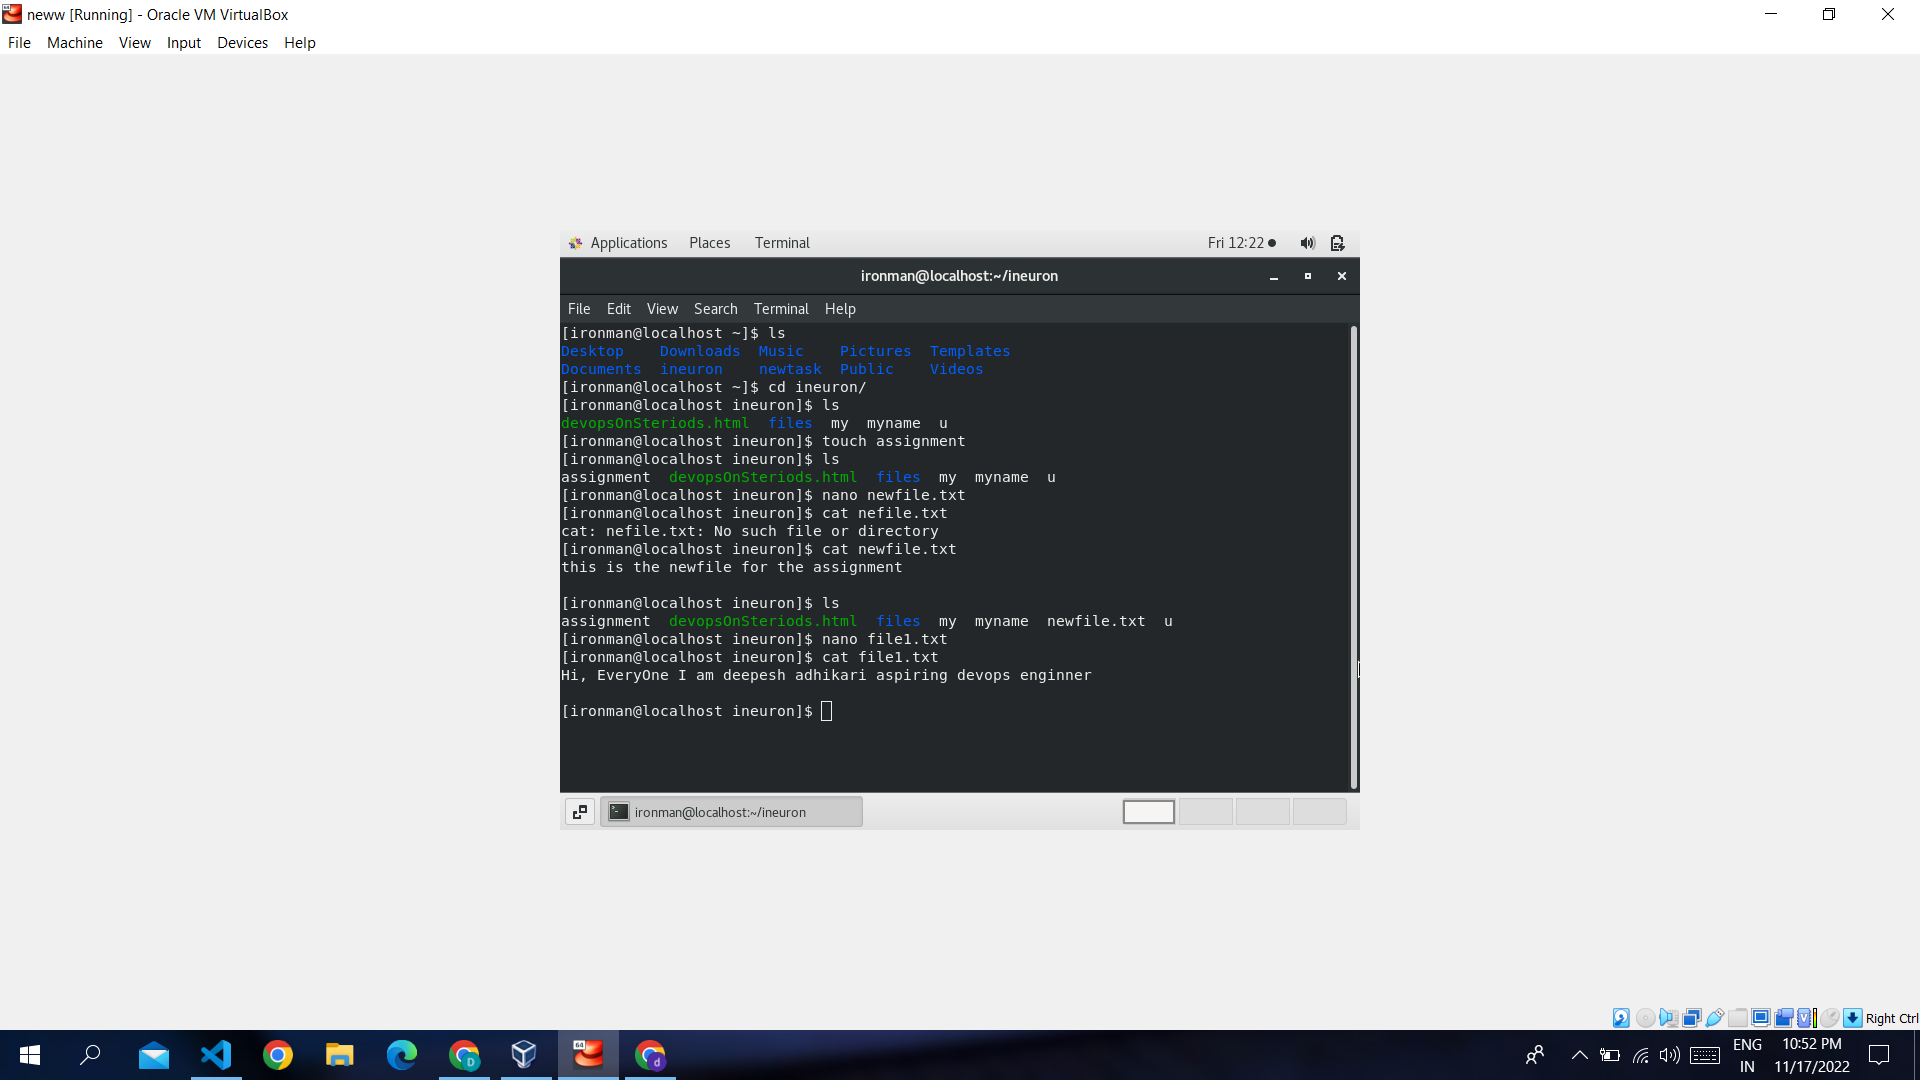 neww [Running] - Oracle VM VirtualBox
File Machine View Input Devices Help
Applications Places Terminal Fri 12:22
ironman@localhost:~/ineuron
File Edit View Search Terminal Help
[ironman@localhost ~]$ ls
Desktop Downloads Music Pictures Templates
Documents ineuron newtask Public Videos
[ironman@localhost ~]$ cd ineuron/
[ironman@localhost ineuron]$ ls
devopsOnSteriods.html files my myname u
[ironman@localhost ineuron]$ touch assignment
[ironman@localhost ineuron]$ ls
assignment devopsOnSteriods.html files my myname u
[ironman@localhost ineuron]$ nano newfile.txt
[ironman@localhost ineuron]$ cat nefile.txt
cat: nefile.txt: No such file or directory
[ironman@localhost ineuron]$ cat newfile.txt
this is the newfile for the assignment
[ironman@localhost ineuron]$ ls
assignment devopsOnSteriods.html files my myname newfile.txt u
[ironman@localhost ineuron]$ nano file1.txt
[ironman@localhost ineuron]$ cat file1.txt
Hi, EveryOne I am deepesh adhikari aspiring devops enginner
[ironman@localhost ineuron]$
ironman@localhost:~/ineuron
Right Ctrl
64
D
d
ENG
IN
10:52 PM
11/17/2022